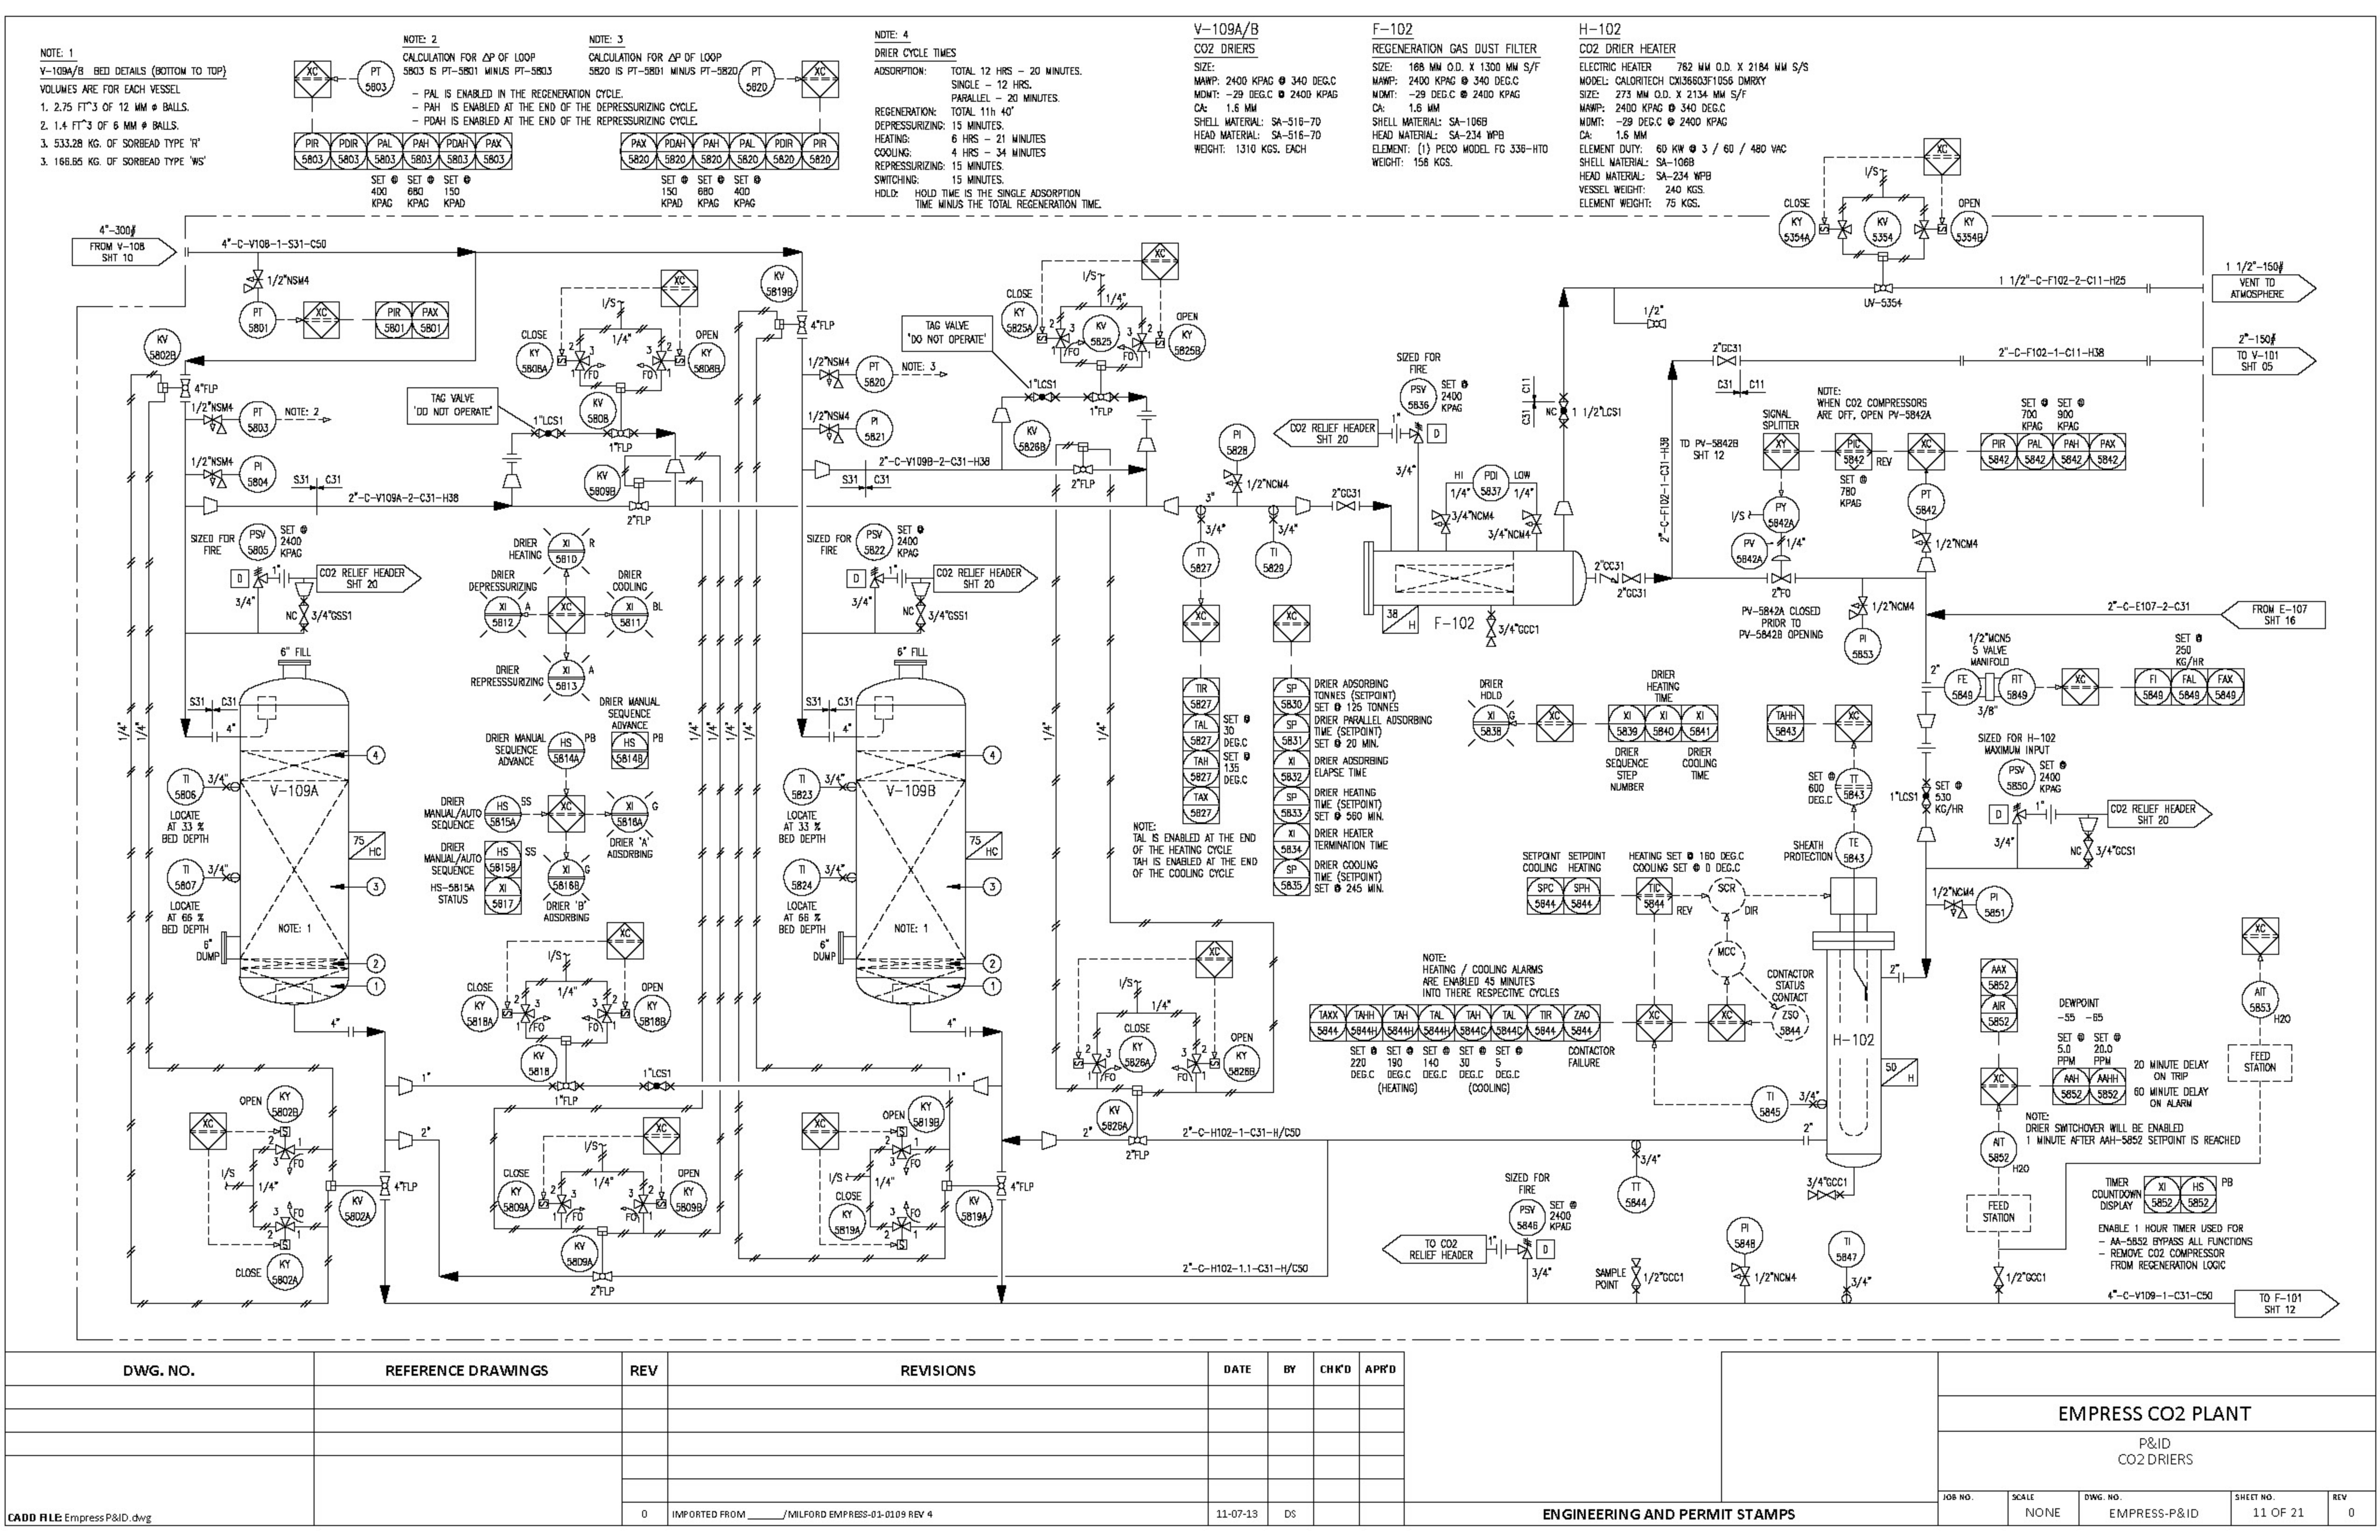 NOTE: 1
V-109A/B BED DETAILS (BOTTOM TO TOP)
VOLUMES ARE FOR EACH VESSEL
1. 2.75 FT^3 OF 12 MM ø BALLS.
2. 1.4 FT^3 OF 6 MM ø BALLS.
3. 533.28 KG. OF SORBEAD TYPE 'R'
3. 166.65 KG. OF SORBEAD TYPE 'WS'
NOTE: 2
CALCULATION FOR ΔP OF LOOP
5803 IS PT-5801 MINUS PT-5803
NOTE: 3
CALCULATION FOR ΔP OF LOOP
5820 IS PT-5801 MINUS PT-5820
- PAL IS ENABLED IN THE REGENERATION CYCLE.
- PAH IS ENABLED AT THE END OF THE DEPRESSURIZING CYCLE.
- PDAH IS ENABLED AT THE END OF THE REPRESSURIZING CYCLE.
XC
PT 5803
PT 5820
XC
PIR 5803
PDIR 5803
PAL 5803
PAH 5803
PDAH 5803
PAX 5803
SET @ 400 KPAG
SET @ 680 KPAG
SET @ 150 KPAD
PAX 5820
PDAH 5820
PAH 5820
PAL 5820
PDIR 5820
PIR 5820
SET @ 150 KPAD
SET @ 680 KPAG
SET @ 400 KPAG
NOTE: 4
DRIER CYCLE TIMES
ADSORPTION: TOTAL 12 HRS - 20 MINUTES.
SINGLE - 12 HRS.
PARALLEL - 20 MINUTES.
REGENERATION: TOTAL 11h 40'
DEPRESSURIZING: 15 MINUTES.
HEATING: 6 HRS - 21 MINUTES
COOLING: 4 HRS - 34 MINUTES
REPRESSURIZING: 15 MINUTES.
SWITCHING: 15 MINUTES.
HOLD: HOLD TIME IS THE SINGLE ADSORPTION
TIME MINUS THE TOTAL REGENERATION TIME.
V-109A/B
CO2 DRIERS
SIZE:
MAWP: 2400 KPAG @ 340 DEG.C
MDMT: -29 DEG.C @ 2400 KPAG
CA: 1.6 MM
SHELL MATERIAL: SA-516-70
HEAD MATERIAL: SA-516-70
WEIGHT: 1310 KGS. EACH
F-102
REGENERATION GAS DUST FILTER
SIZE: 168 MM O.D. X 1300 MM S/F
MAWP: 2400 KPAG @ 340 DEG.C
MDMT: -29 DEG.C @ 2400 KPAG
CA: 1.6 MM
SHELL MATERIAL: SA-106B
HEAD MATERIAL: SA-234 WPB
ELEMENT: (1) PECO MODEL FG 336-HTO
WEIGHT: 156 KGS.
H-102
CO2 DRIER HEATER
ELECTRIC HEATER 762 MM O.D. X 2184 MM S/S
MODEL: CALORITECH CXI36603F1056 DMRXY
SIZE: 273 MM O.D. X 2134 MM S/F
MAWP: 2400 KPAG @ 340 DEG.C
MDMT: -29 DEG.C @ 2400 KPAG
CA: 1.6 MM
ELEMENT DUTY: 60 KW @ 3 / 60 / 480 VAC
SHELL MATERIAL: SA-106B
HEAD MATERIAL: SA-234 WPB
VESSEL WEIGHT: 240 KGS.
ELEMENT WEIGHT: 75 KGS.
4"-300#
FROM V-108
SHT 10
4"-C-V108-1-S31-C50
1/2"NSM4
PT 5801
XC
PIR 5801
PAX 5801
KV 5802B
4"FLP
1/2"NSM4
PT 5803
NOTE: 2
1/2"NSM4
PI 5804
S31
C31
2"-C-V109A-2-C31-H38
TAG VALVE
'DO NOT OPERATE'
1"LCS1
CLOSE
KY 5808A
I/S
1/4"
XC
OPEN
KY 5808B
2
3
1
FO
KV 5808
1"FLP
KV 5809B
2"FLP
KV 5819B
4"FLP
1/2"NSM4
PT 5820
NOTE: 3
1/2"NSM4
PI 5821
S31
C31
2"-C-V109B-2-C31-H38
TAG VALVE
'DO NOT OPERATE'
1"LCS1
CLOSE
KY 5825A
I/S
1/4"
XC
KV 5825
OPEN
KY 5825B
1"FLP
KV 5826B
2"FLP
CLOSE
KY 5354A
I/S
XC
KV 5354
OPEN
KY 5354B
UV-5354
1 1/2"-C-F102-2-C11-H25
1 1/2"-150#
VENT TO
ATMOSPHERE
1/2"
2"GC31
C31
C11
2"-C-F102-1-C11-H38
2"-150#
TO V-101
SHT 05
SIZED FOR
FIRE
PSV 5805
SET @
2400
KPAG
D
1"
3/4"
NC
3/4"GSS1
CO2 RELIEF HEADER
SHT 20
SIZED FOR
FIRE
PSV 5822
SET @
2400
KPAG
D
1"
3/4"
NC
3/4"GSS1
CO2 RELIEF HEADER
SHT 20
SIZED FOR
FIRE
PSV 5836
SET @
2400
KPAG
D
1"
3/4"
CO2 RELIEF HEADER
SHT 20
C31
C11
NC
1 1/2"LCS1
PI 5828
1/2"NCM4
2"GC31
3"
3/4"
TT 5827
3/4"
TI 5829
HI
PDI 5837
LOW
1/4"
1/4"
3/4"NCM4
3/4"NCM4
38
H
F-102
3/4"GCC1
2"CC31
2"GC31
2"-C-F102-1-C31-H38
NOTE:
WHEN CO2 COMPRESSORS
ARE OFF, OPEN PV-5842A
SIGNAL
SPLITTER
TO PV-5842B
SHT 12
XY
PIC 5842
REV
SET @
780
KPAG
XC
SET @ 700 KPAG
SET @ 900 KPAG
PIR 5842
PAL 5842
PAH 5842
PAX 5842
I/S
PY 5842A
PV 5842A
1/4"
2"FO
PT 5842
1/2"NCM4
PV-5842A CLOSED
PRIOR TO
PV-5842B OPENING
1/2"NCM4
PI 5853
2"-C-E107-2-C31
FROM E-107
SHT 16
DRIER
HEATING
XI 5810
R
DRIER
DEPRESSURIZING
XI 5812
A
XC
DRIER
COOLING
XI 5811
BL
DRIER
REPRESSSURIZING
XI 5813
A
DRIER MANUAL
SEQUENCE
ADVANCE
HS 5814A
PB
DRIER MANUAL
SEQUENCE
ADVANCE
HS 5814B
PB
DRIER
MANUAL/AUTO
SEQUENCE
HS 5815A
SS
XC
XI 5816A
G
DRIER 'A'
ADSORBING
DRIER
MANUAL/AUTO
SEQUENCE
HS 5815B
SS
HS-5815A
STATUS
XI 5817
XI 5816B
G
DRIER 'B'
ADSORBING
6" FILL
S31
C31
4"
V-109A
TI 5806
3/4"
LOCATE
AT 33 %
BED DEPTH
TI 5807
3/4"
LOCATE
AT 66 %
BED DEPTH
75
HC
NOTE: 1
6"
DUMP
4
3
2
1
4"
6" FILL
S31
C31
4"
V-109B
TI 5823
3/4"
LOCATE
AT 33 %
BED DEPTH
TI 5824
3/4"
LOCATE
AT 66 %
BED DEPTH
75
HC
NOTE: 1
6"
DUMP
4
3
2
1
4"
XC
TIR 5827
TAL 5827
SET @
30
DEG.C
TAH 5827
SET @
135
DEG.C
TAX 5827
NOTE:
TAL IS ENABLED AT THE END
OF THE HEATING CYCLE
TAH IS ENABLED AT THE END
OF THE COOLING CYCLE
XC
SP 5830
DRIER ADSORBING
TONNES (SETPOINT)
SET @ 125 TONNES
SP 5831
DRIER PARALLEL ADSORBING
TIME (SETPOINT)
SET @ 20 MIN.
XI 5832
DRIER ADSORBING
ELAPSE TIME
SP 5833
DRIER HEATING
TIME (SETPOINT)
SET @ 560 MIN.
XI 5834
DRIER HEATER
TERMINATION TIME
SP 5835
DRIER COOLING
TIME (SETPOINT)
SET @ 245 MIN.
DRIER
HOLD
XI 5838
G
XC
DRIER
HEATING
TIME
XI 5839
XI 5840
XI 5841
DRIER
SEQUENCE
STEP
NUMBER
DRIER
COOLING
TIME
TAHH 5843
XC
SET @
600
DEG.C
TT 5843
SHEATH
PROTECTION
TE 5843
2"
1/2"MCN5
5 VALVE
MANIFOLD
FE 5849
FIT 5849
3/8"
XC
SET @
250
KG/HR
FI 5849
FAL 5849
FAX 5849
1"LCS1
SET @
530
KG/HR
SIZED FOR H-102
MAXIMUM INPUT
PSV 5850
SET @
2400
KPAG
D
1"
3/4"
NC
3/4"GCS1
CO2 RELIEF HEADER
SHT 20
1/2"NCM4
PI 5851
SETPOINT
COOLING
SETPOINT
HEATING
SPC 5844
SPH 5844
HEATING SET @ 160 DEG.C
COOLING SET @ 0 DEG.C
TIC 5844
REV
SCR
DIR
MCC
CONTACTOR
STATUS
CONTACT
ZSO 5844
NOTE:
HEATING / COOLING ALARMS
ARE ENABLED 45 MINUTES
INTO THERE RESPECTIVE CYCLES
TAXX 5844
TAHH 5844H
TAH 5844H
TAL 5844H
TAH 5844C
TAL 5844C
TIR 5844
ZAO 5844
XC
XC
SET @ 220 DEG.C
SET @ 190 DEG.C
SET @ 140 DEG.C
SET @ 30 DEG.C
SET @ 5 DEG.C
(HEATING)
(COOLING)
CONTACTOR
FAILURE
H-102
50
H
2"
TI 5845
3/4"
2"
3/4"GCC1
AAX 5852
AIR 5852
XC
DEWPOINT
-55 -65
SET @ 5.0 PPM
SET @ 20.0 PPM
AAH 5852
AAHH 5852
20 MINUTE DELAY
ON TRIP
60 MINUTE DELAY
ON ALARM
NOTE:
DRIER SWITCHOVER WILL BE ENABLED
1 MINUTE AFTER AAH-5852 SETPOINT IS REACHED
XC
AIT 5853
H2O
FEED
STATION
AIT 5852
H2O
FEED
STATION
TIMER
COUNTDOWN
DISPLAY
XI 5852
HS 5852
PB
ENABLE 1 HOUR TIMER USED FOR
- AA-5852 BYPASS ALL FUNCTIONS
- REMOVE CO2 COMPRESSOR
FROM REGENERATION LOGIC
1/2"GCC1
CLOSE
KY 5818A
I/S
1/4"
XC
OPEN
KY 5818B
KV 5818
1"FLP
1"LCS1
1"
1"
2"
OPEN
KY 5802B
XC
I/S
1/4"
CLOSE
KY 5802A
KV 5802A
4"FLP
CLOSE
KY 5809A
I/S
1/4"
XC
OPEN
KY 5809B
KV 5809A
2"FLP
OPEN
KY 5819B
XC
I/S
1/4"
CLOSE
KY 5819A
KV 5819A
4"FLP
XC
I/S
1/4"
CLOSE
KY 5826A
OPEN
KY 5826B
KV 5826A
2"FLP
2"
2"-C-H102-1-C31-H/C50
2"-C-H102-1.1-C31-H/C50
3/4"
TT 5844
SIZED FOR
FIRE
PSV 5846
SET @
2400
KPAG
D
1"
3/4"
TO CO2
RELIEF HEADER
SAMPLE
POINT
1/2"GCC1
PI 5848
1/2"NCM4
TI 5847
3/4"
4"-C-V109-1-C31-C50
TO F-101
SHT 12
DWG. NO.
REFERENCE DRAWINGS
REV
REVISIONS
DATE
BY
CHK'D
APR'D
0
IMPORTED FROM ______/MILFORD EMPRESS-01-0109 REV 4
11-07-13
DS
CADD FILE: Empress P&ID.dwg
ENGINEERING AND PERMIT STAMPS
EMPRESS CO2 PLANT
P&ID
CO2 DRIERS
JOB NO.
SCALE
NONE
DWG. NO.
EMPRESS-P&ID
SHEET NO.
11 OF 21
REV
0